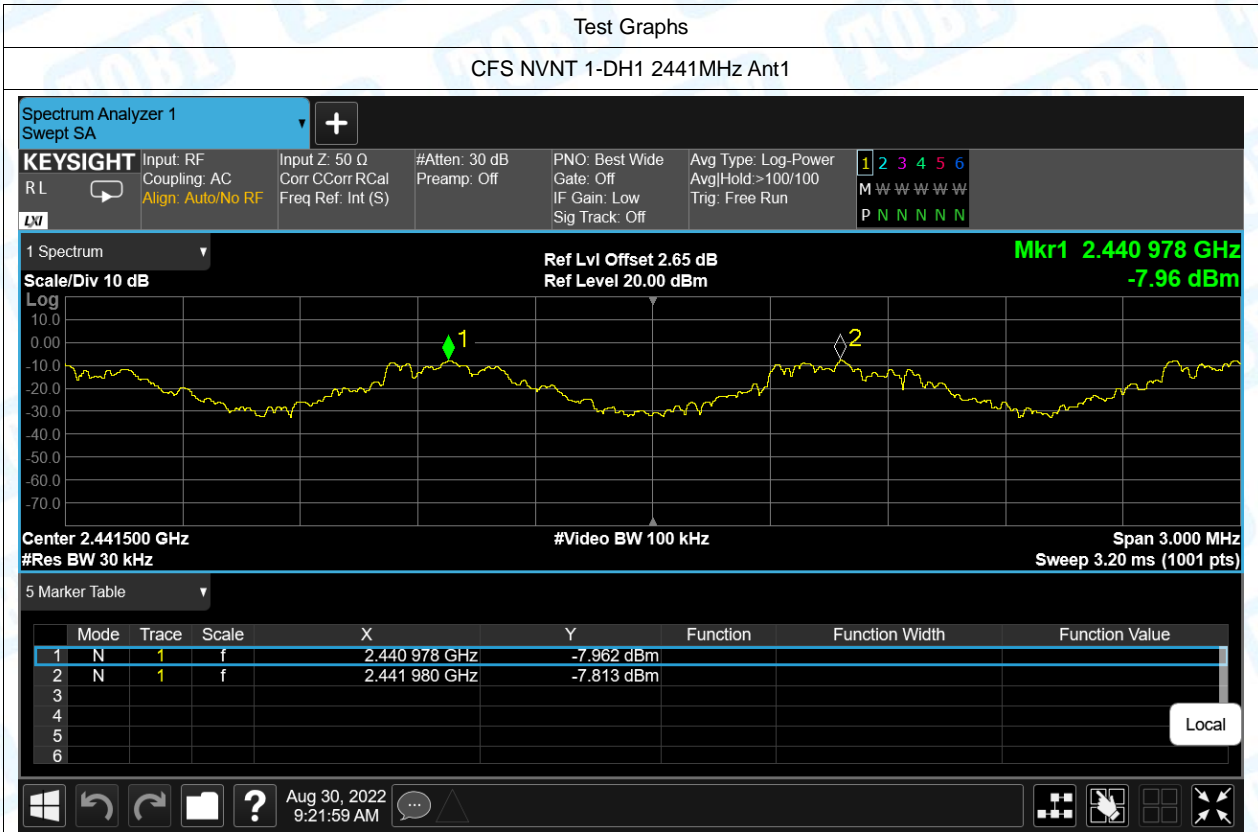 Test Graphs
CFS NVNT 1-DH1 2441MHz Ant1
Spectrum Analyzer 1
Swept SA
KEYSIGHT Input: RF Input Z: 50 Ω #Atten: 30 dB PNO: Best Wide Avg Type: Log-Power 1 2 3 4 5 6
RL Coupling: AC Corr CCorr RCal Preamp: Off Gate: Off Avg|Hold:>100/100 M W W W W W W
Align: Auto/No RF Freq Ref: Int (S) IF Gain: Low Trig: Free Run
LXI Sig Track: Off P N N N N N N
1 Spectrum Ref Lvl Offset 2.65 dB Mkr1 2.440 978 GHz
Scale/Div 10 dB Ref Level 20.00 dBm -7.96 dBm
Log
10.0
0.00
-10.0
-20.0
-30.0
-40.0
-50.0
-60.0
-70.0
1
2
Center 2.441500 GHz #Video BW 100 kHz Span 3.000 MHz
#Res BW 30 kHz Sweep 3.20 ms (1001 pts)
5 Marker Table
Mode Trace Scale X Y Function Function Width Function Value
1 N 1 f 2.440 978 GHz -7.962 dBm
2 N 1 f 2.441 980 GHz -7.813 dBm
3
4
5
6
Local
? Aug 30, 2022
9:21:59 AM